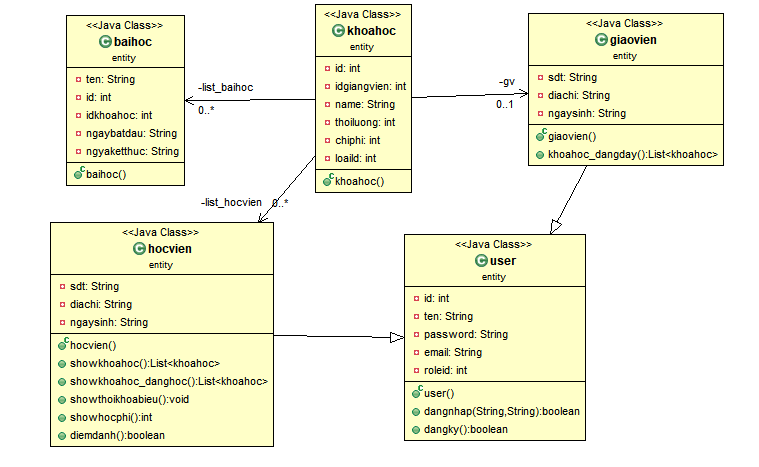 <<Java Class>>
baihoc
entity
ten: String
id: int
idkhoahoc: int
ngaybatdau: String
ngyaketthuc: String
baihoc()
-list_baihoc
0..*
<<Java Class>>
khoahoc
entity
id: int
idgiangvien: int
name: String
thoiluong: int
chiphi: int
loaiId: int
khoahoc()
-gv
0..1
<<Java Class>>
giaovien
entity
sdt: String
diachi: String
ngaysinh: String
giaovien()
khoahoc_dangday():List<khoahoc>
-list_hocvien
0..*
<<Java Class>>
hocvien
entity
sdt: String
diachi: String
ngaysinh: String
hocvien()
showkhoahoc():List<khoahoc>
showkhoahoc_danghoc():List<khoahoc>
showthoikhoabieu():void
showhocphi():int
diemdanh():boolean
<<Java Class>>
user
entity
id: int
ten: String
password: String
email: String
roleid: int
user()
dangnhap(String,String):boolean
dangky():boolean